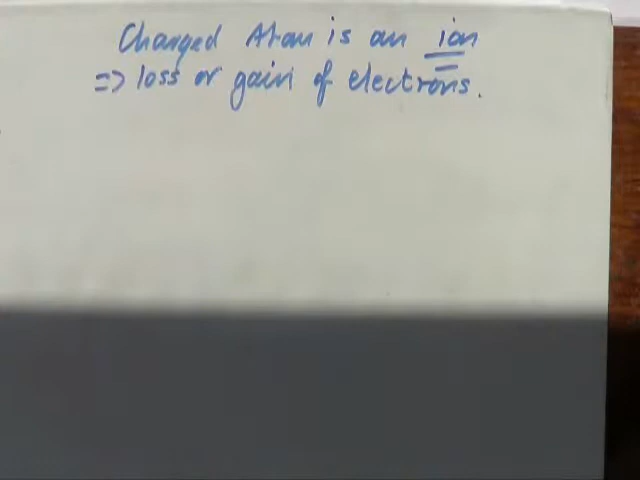 Charged Atom is an ion
=> loss or gain of electrons.